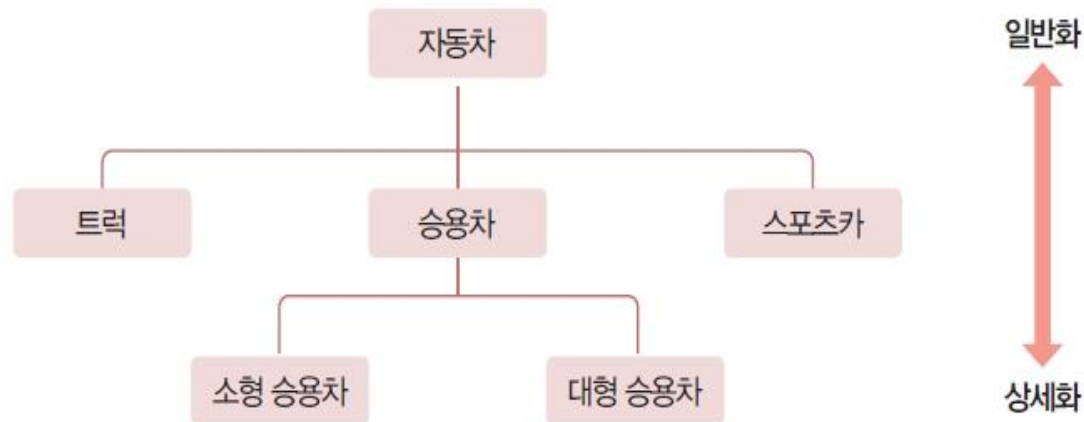 자동차
일반화
트럭
승용차
스포츠카
소형 승용차
대형 승용차
상세화